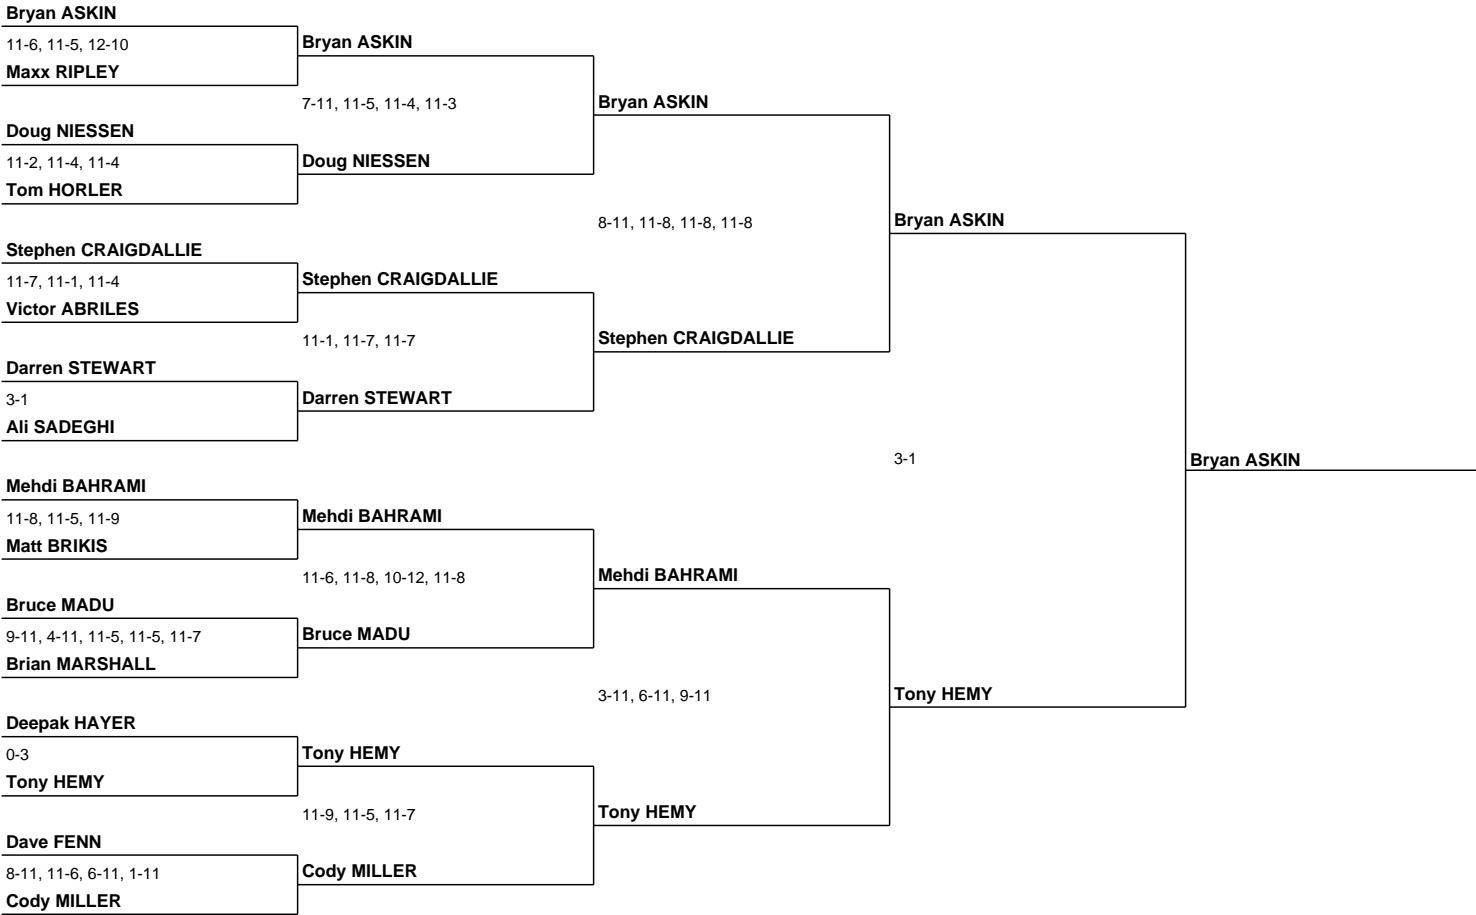 Bryan ASKIN
11-6, 11-5, 12-10
Maxx RIPLEY
Doug NIESSEN
11-2, 11-4, 11-4
Tom HORLER
Stephen CRAIGDALLIE
11-7, 11-1, 11-4
Victor ABRILES
Darren STEWART
3-1
Ali SADEGHI
Mehdi BAHRAMI
11-8, 11-5, 11-9
Matt BRIKIS
Bruce MADU
9-11, 4-11, 11-5, 11-5, 11-7
Brian MARSHALL
Deepak HAYER
0-3
Tony HEMY
Dave FENN
8-11, 11-6, 6-11, 1-11
Cody MILLER
Bryan ASKIN
7-11, 11-5, 11-4, 11-3
Doug NIESSEN
Stephen CRAIGDALLIE
11-1, 11-7, 11-7
Darren STEWART
Mehdi BAHRAMI
11-6, 11-8, 10-12, 11-8
Bruce MADU
Tony HEMY
11-9, 11-5, 11-7
Cody MILLER
Bryan ASKIN
8-11, 11-8, 11-8, 11-8
Stephen CRAIGDALLIE
Mehdi BAHRAMI
3-11, 6-11, 9-11
Tony HEMY
Bryan ASKIN
3-1
Tony HEMY
Bryan ASKIN